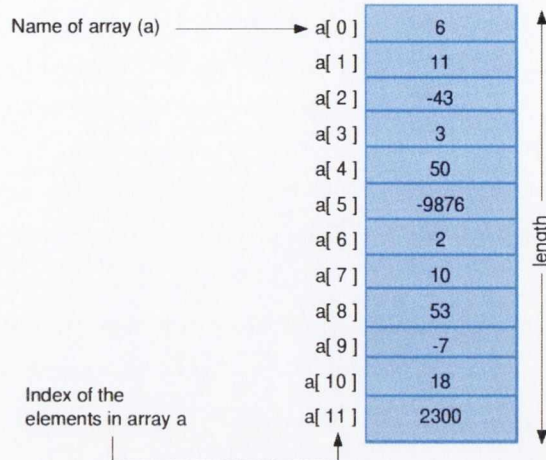 Name of array (a)
a[ 0 ] 6
a[ 1 ] 11
a[ 2 ] -43
a[ 3 ] 3
a[ 4 ] 50
a[ 5 ] -9876
a[ 6 ] 2
a[ 7 ] 10
a[ 8 ] 53
a[ 9 ] -7
a[ 10 ] 18
a[ 11 ] 2300
length
Index of the
elements in array a